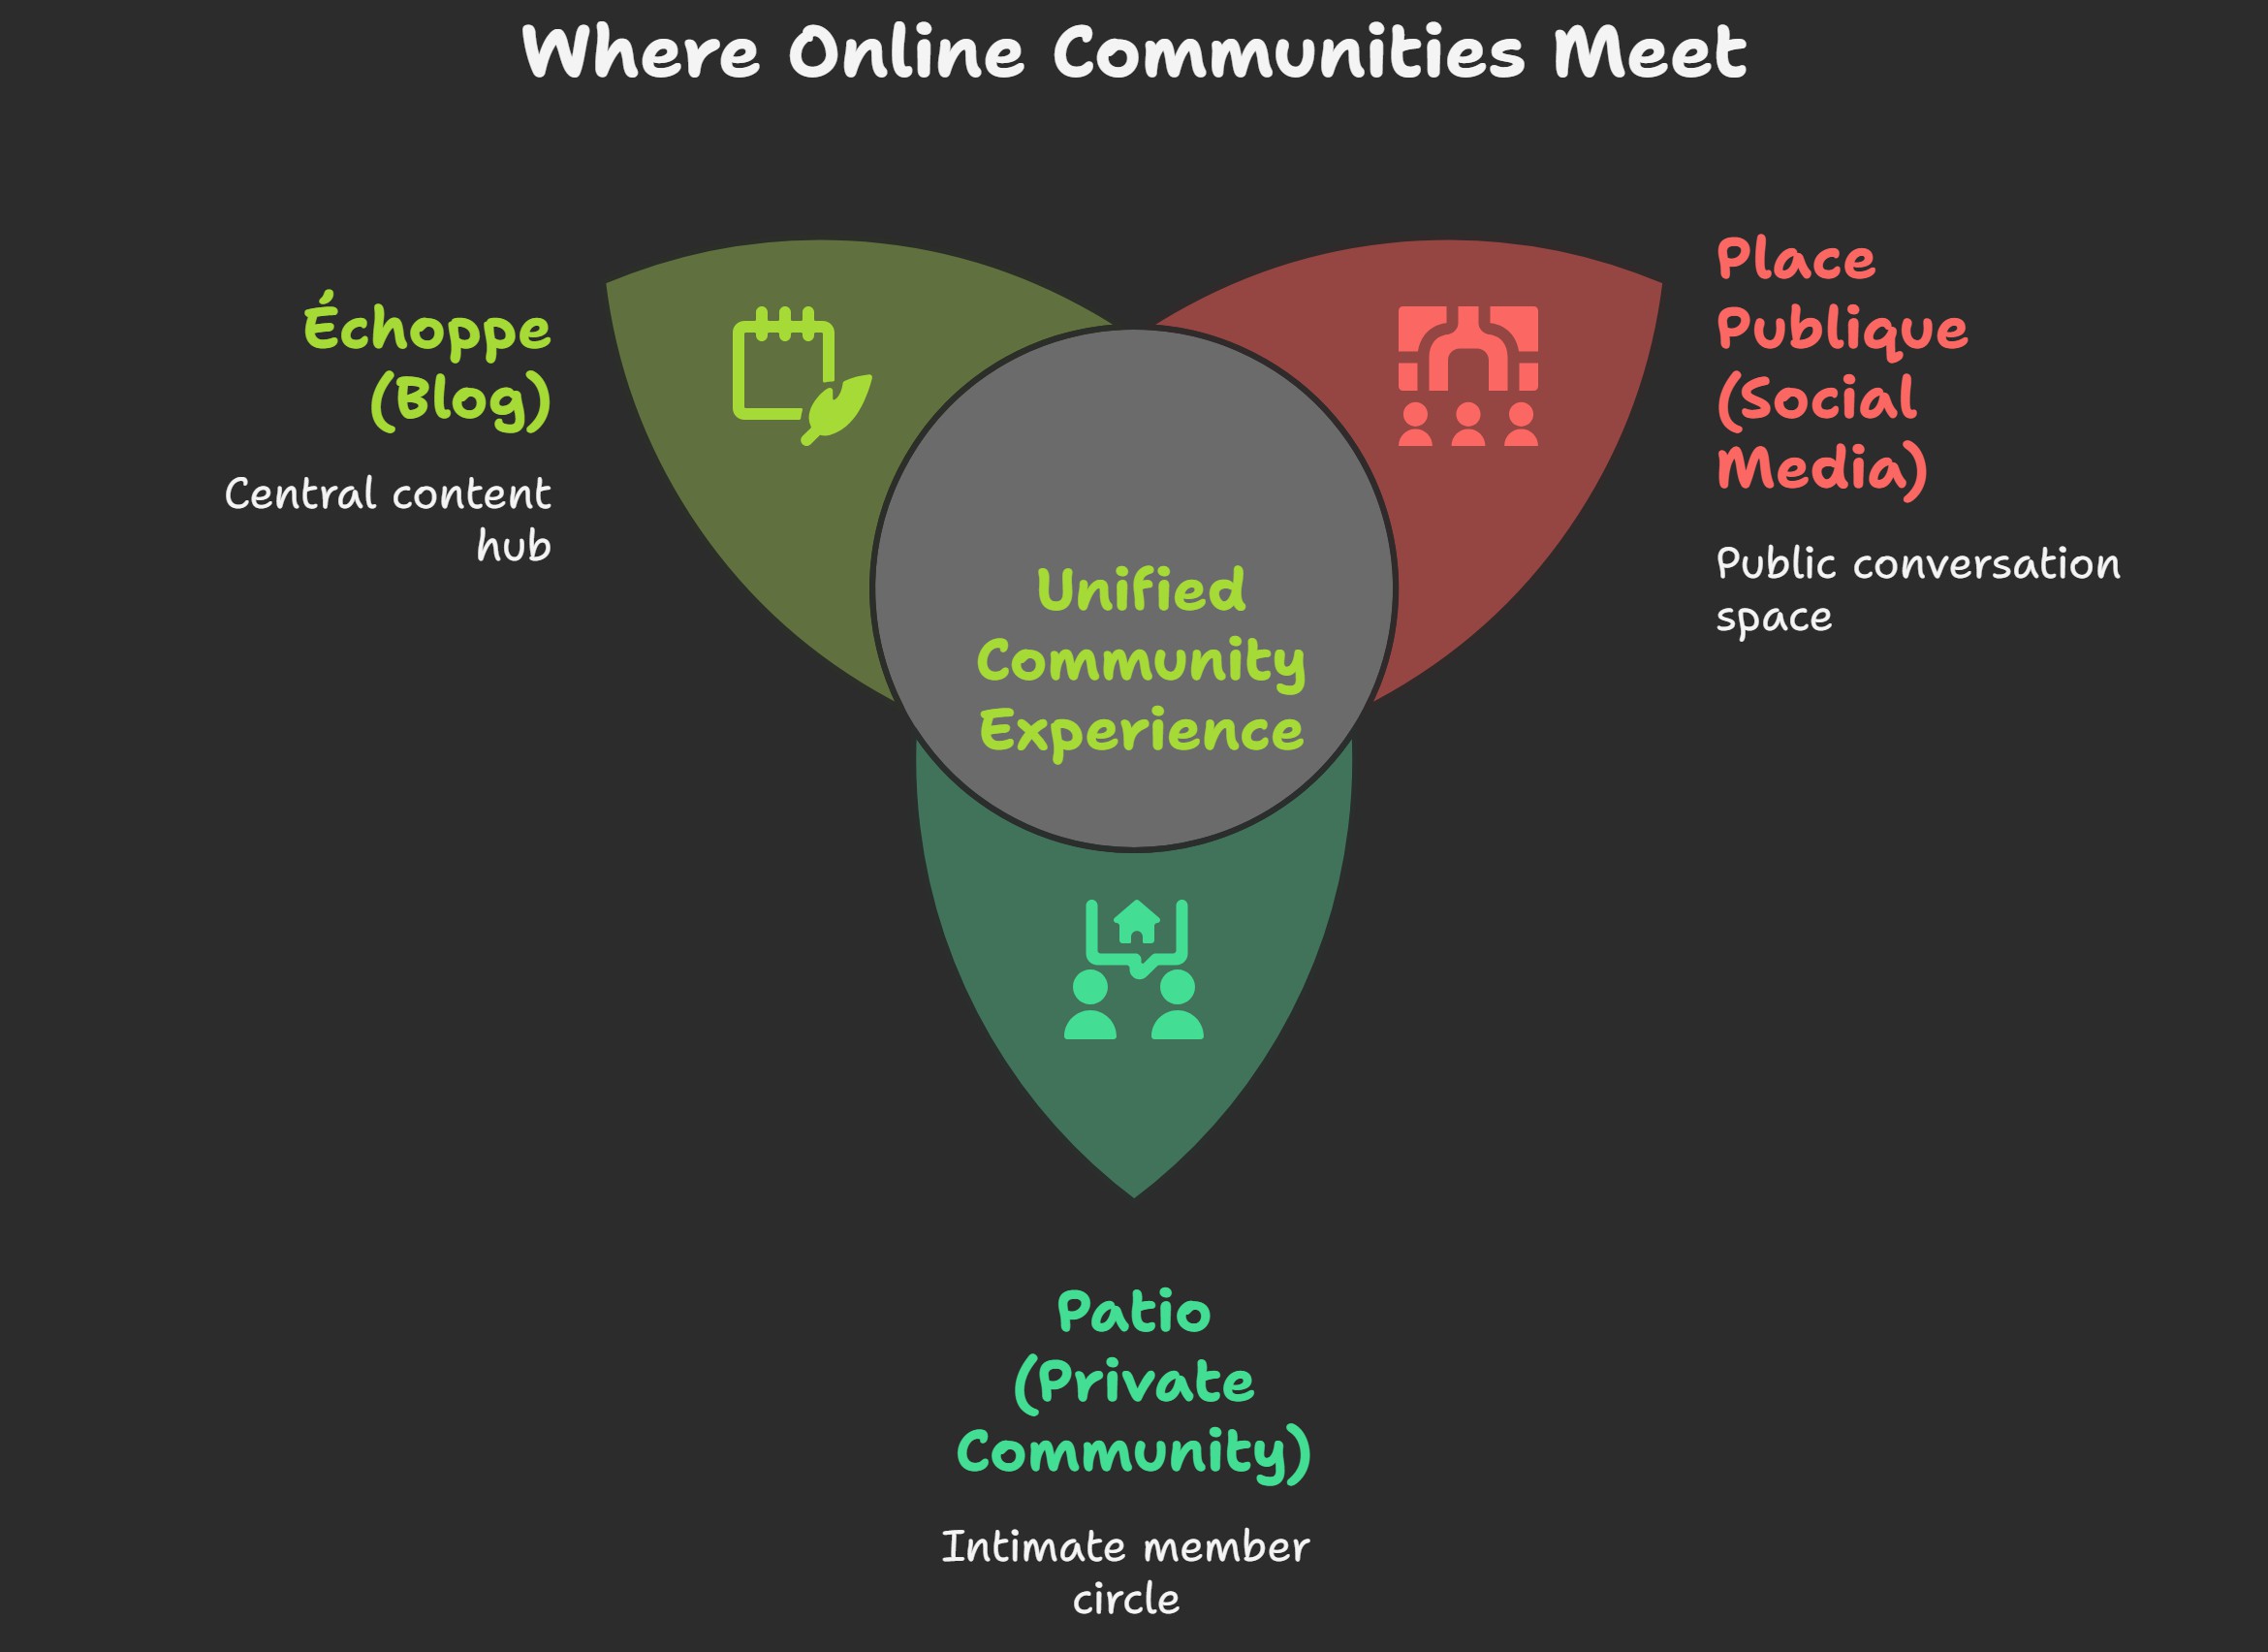 Where Online Communities Meet
Échoppe
(Blog)
Central content
hub
Place
Publique
(Social
Media)
Public conversation
space
Unified
Community
Experience
Patio
(Private
Community)
Intimate member
circle